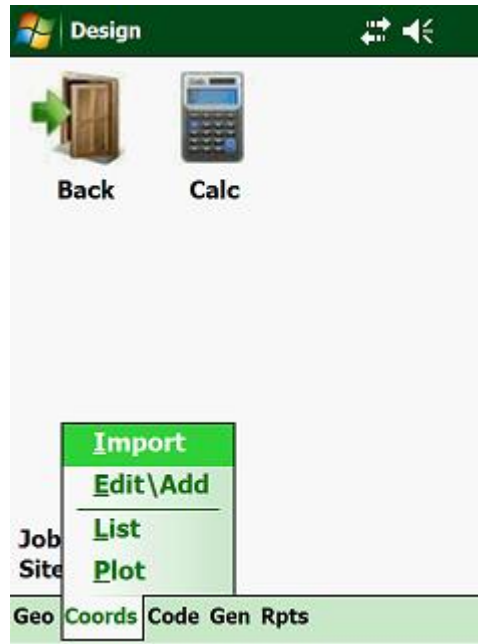 Design
Back Calc
Import
Edit\Add
List
Plot
Job
Site
Geo Coords Code Gen Rpts